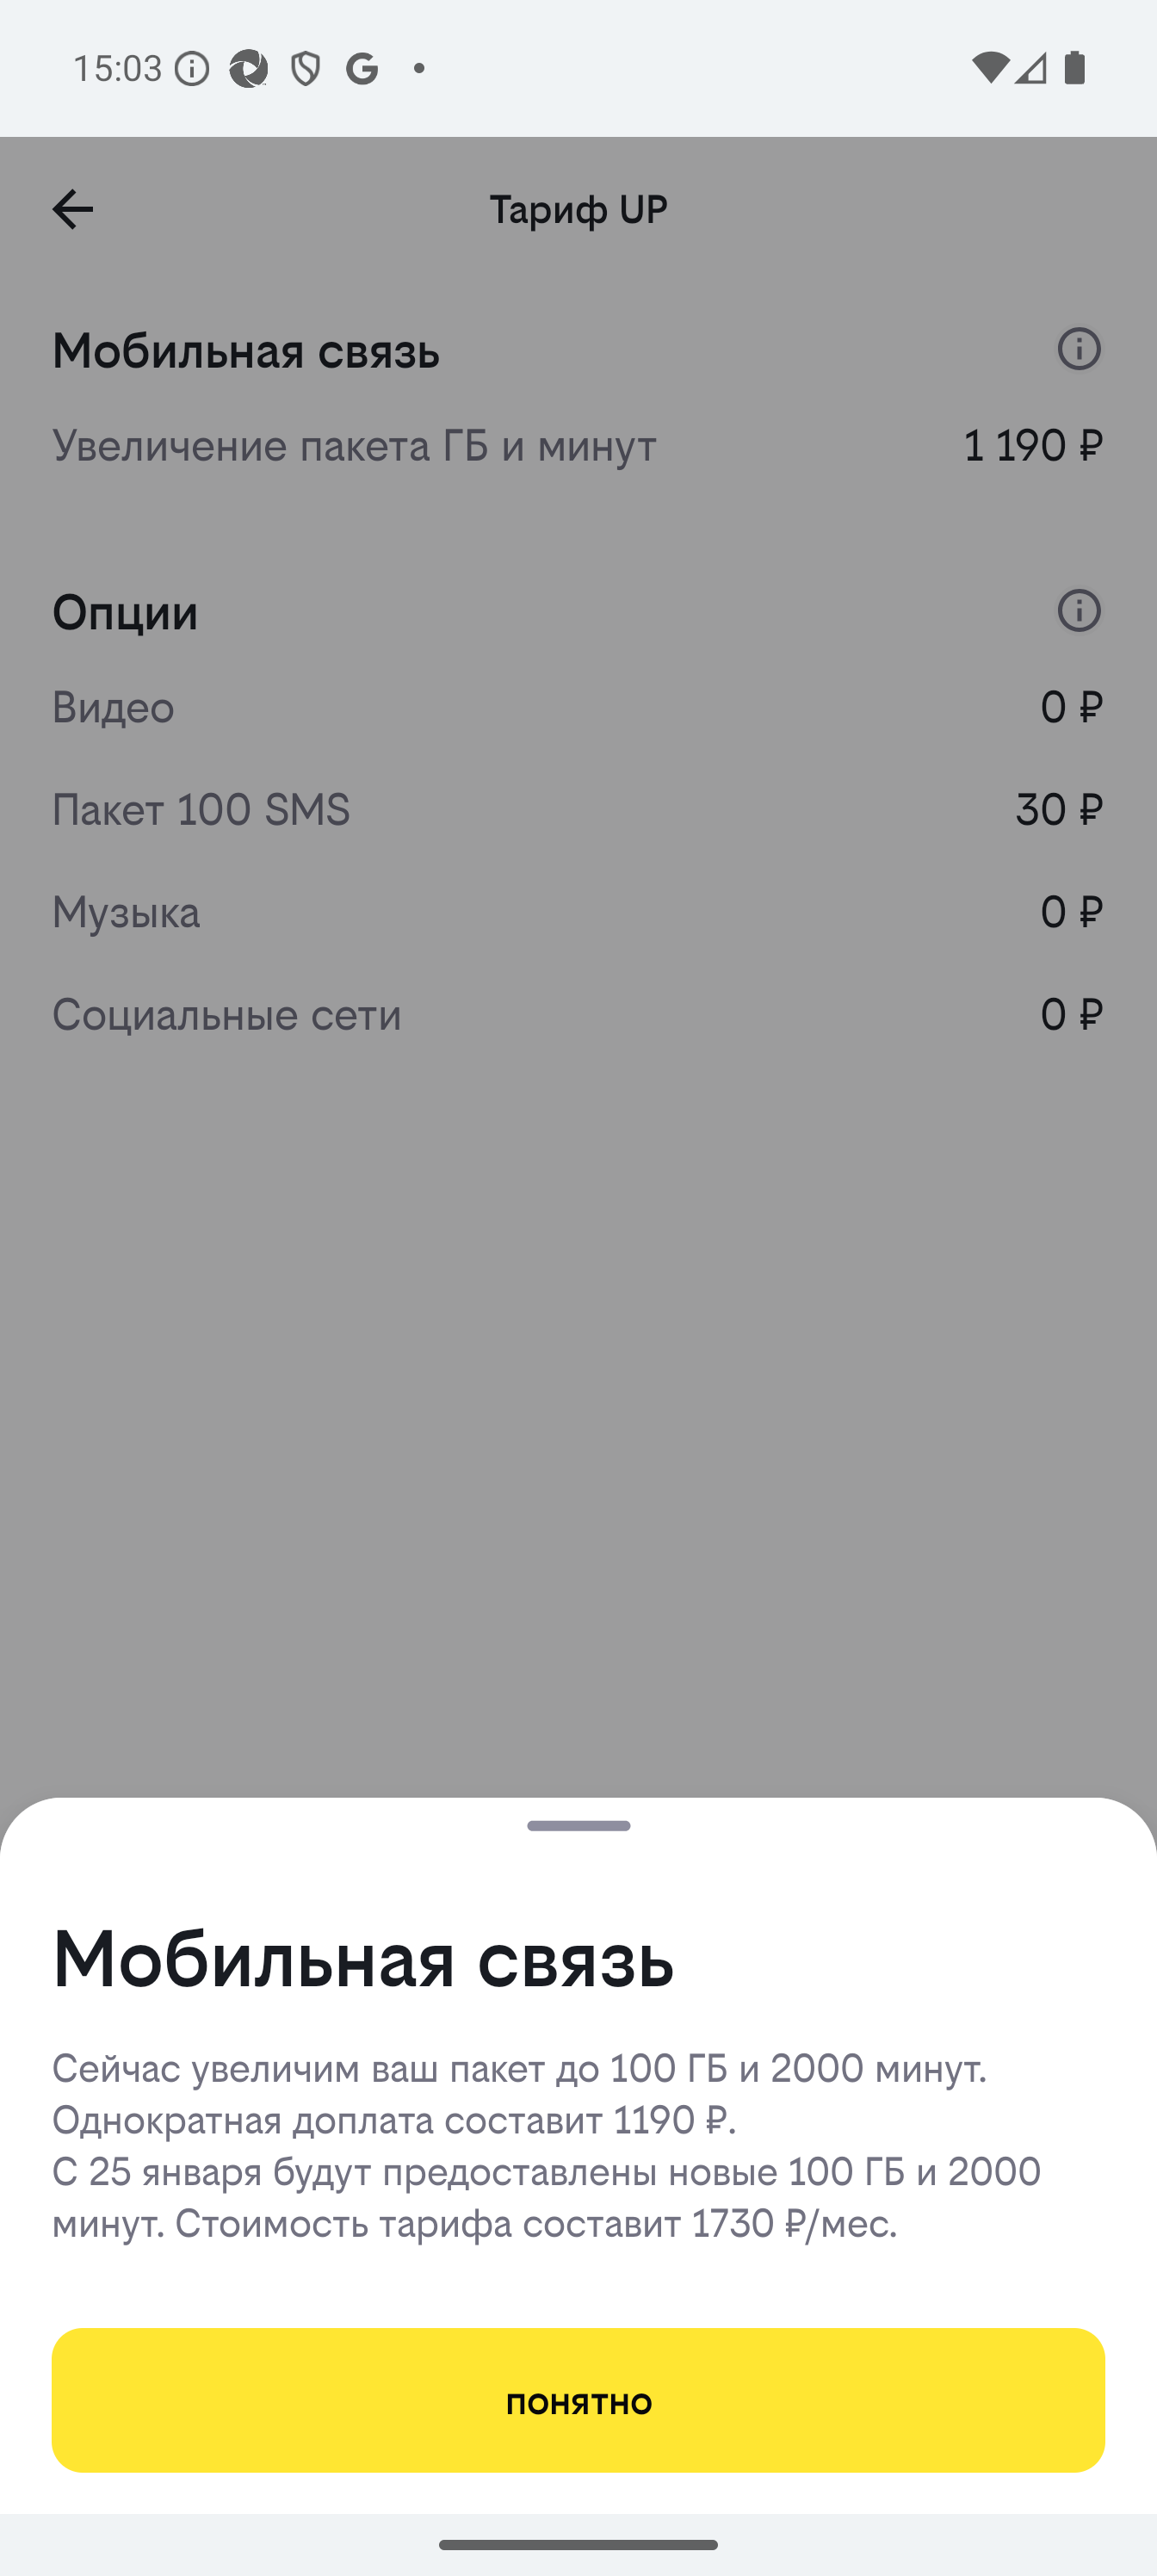 15:03
Тариф UP
Мобильная связь
Увеличение пакета ГБ и минут 1 190 ₽
Опции
Видео 0 ₽
Пакет 100 SMS 30 ₽
Музыка 0 ₽
Социальные сети 0 ₽
Мобильная связь
Сейчас увеличим ваш пакет до 100 ГБ и 2000 минут.
Однократная доплата составит 1190 ₽.
С 25 января будут предоставлены новые 100 ГБ и 2000
минут. Стоимость тарифа составит 1730 ₽/мес.
понятно